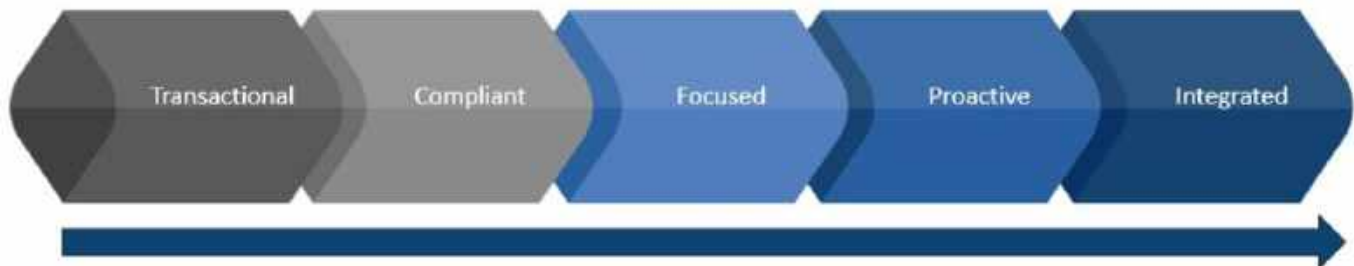 Transactional
Compliant
Focused
Proactive
Integrated